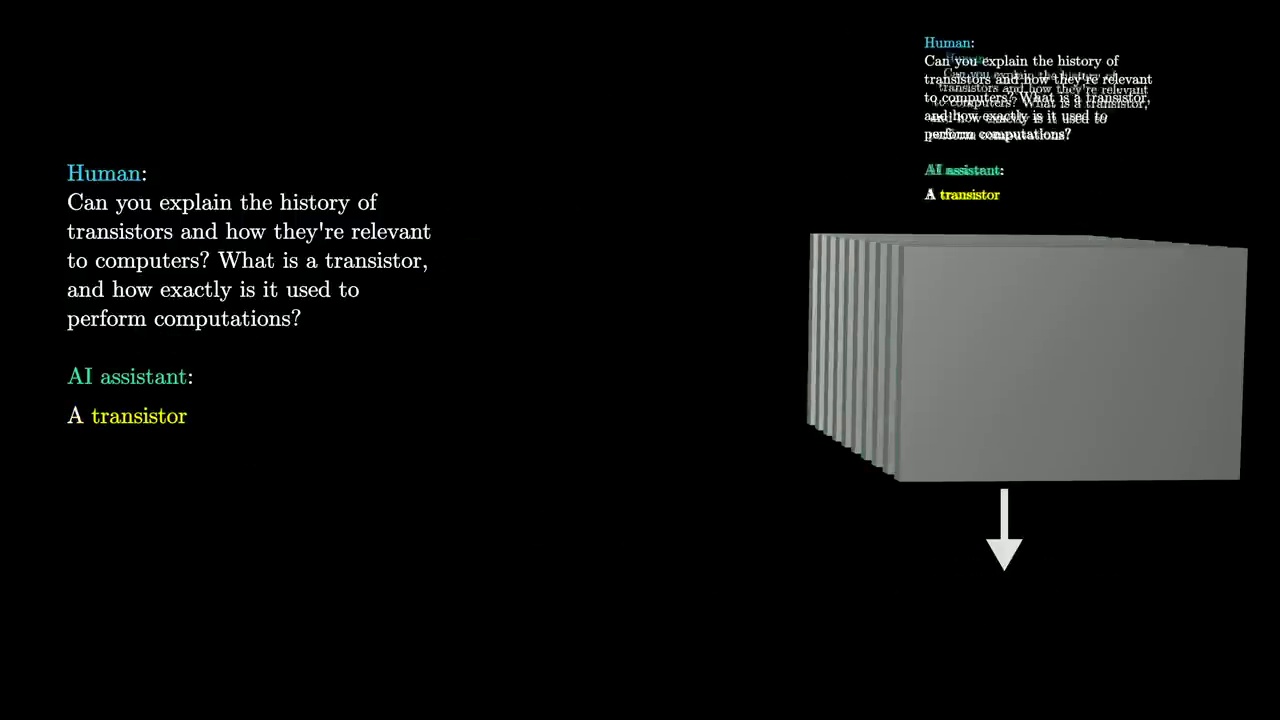 Human:
Can you explain the history of
transistors and how they're relevant
to computers? What is a transistor,
and how exactly is it used to
perform computations?
AI assistant:
A transistor
Human:
Can you explain the history of
transistors and how they're relevant
to computers? What is a transistor,
and how exactly is it used to
perform computations?
AI assistant:
A transistor